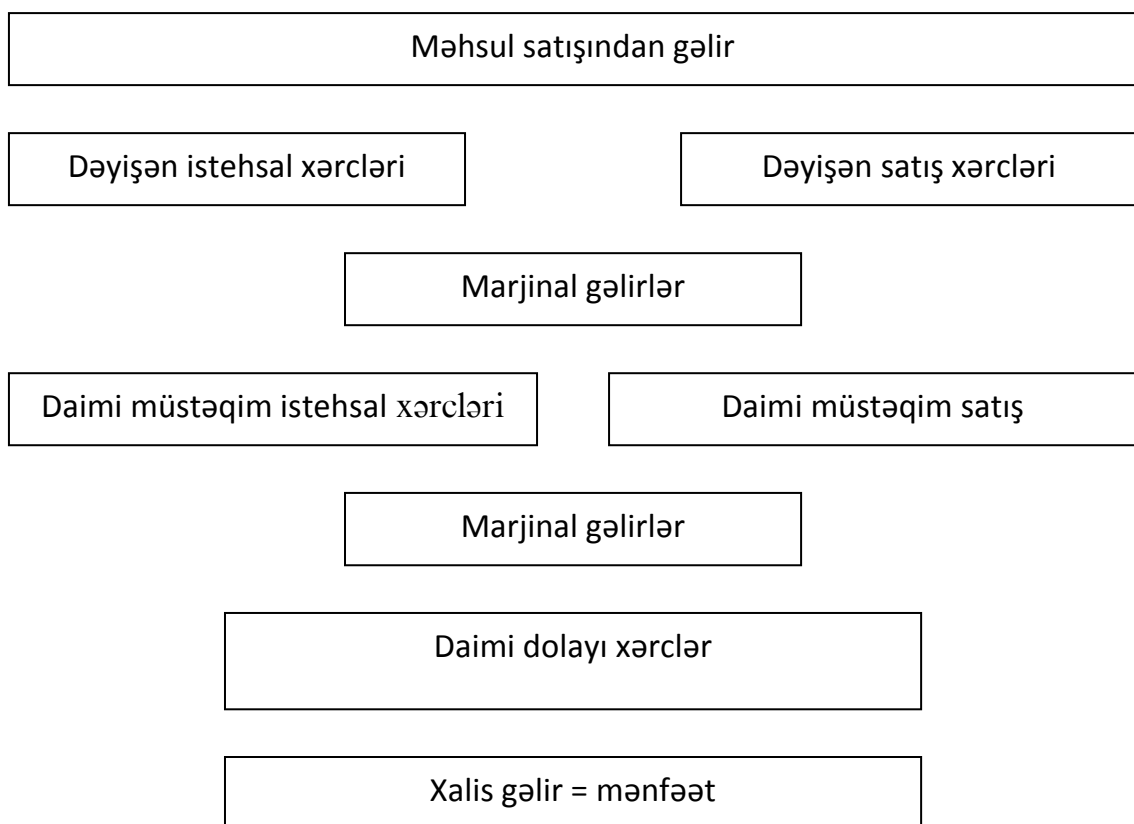 Məhsul satışından gəlir
Dəyişən istehsal xərcləri
Dəyişən satış xərcləri
Marjinal gəlirlər
Daimi müstəqim istehsal xərcləri
Daimi müstəqim satış
Marjinal gəlirlər
Daimi dolayı xərclər
Xalis gəlir = mənfəət